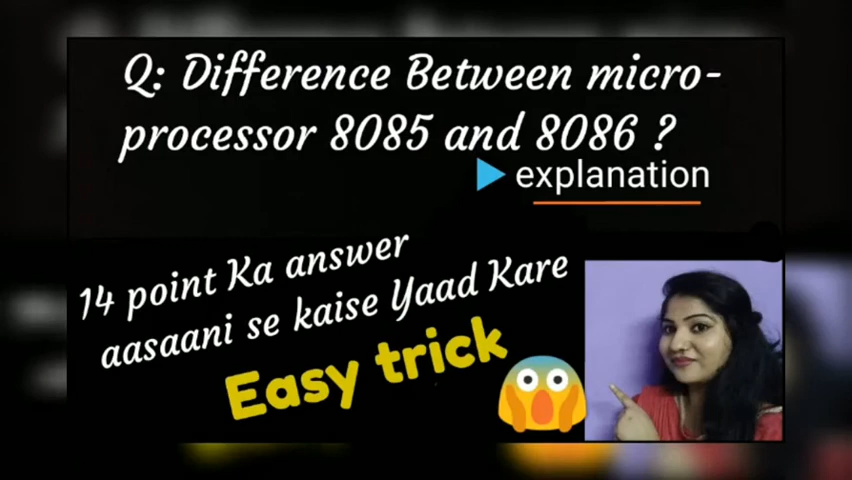 Q: Difference Between micro-
processor 8085 and 8086 ?
explanation
14 point Ka answer
aasaani se kaise Yaad Kare
Easy trick